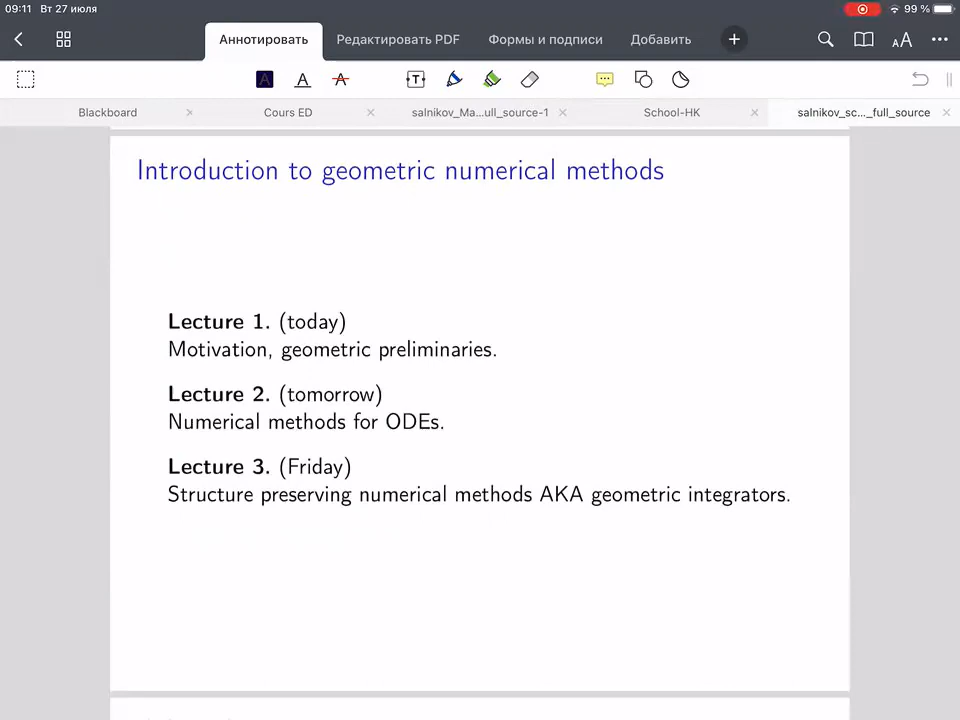 09:11 Вт 27 июля 99 %
Аннотировать Редактировать PDF Формы и подписи Добавить
Blackboard Cours ED salnikov_Ma...ull_source-1 School-HK salnikov_sc..._full_source
Introduction to geometric numerical methods
Lecture 1. (today)
Motivation, geometric preliminaries.
Lecture 2. (tomorrow)
Numerical methods for ODEs.
Lecture 3. (Friday)
Structure preserving numerical methods AKA geometric integrators.